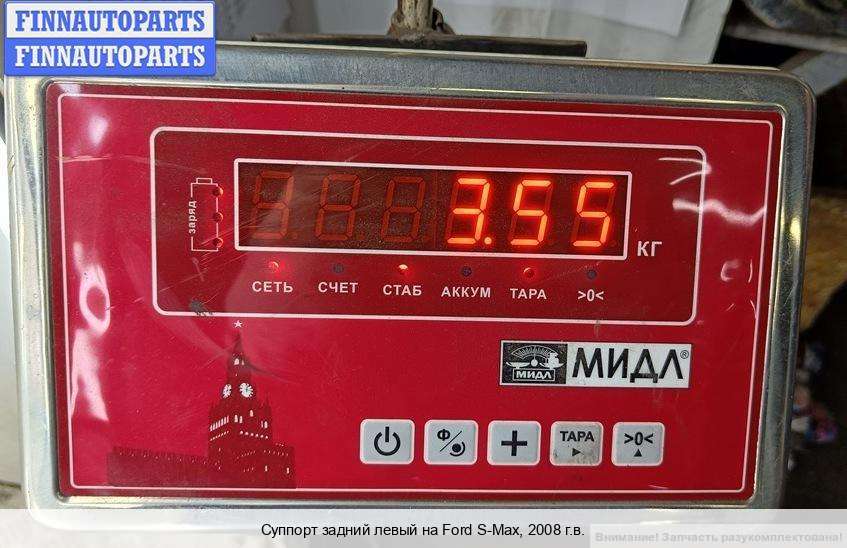 FINNAUTOPARTS
FINNAUTOPARTS
заряд
3.55
КГ
СЕТЬ СЧЕТ СТАБ АККУМ ТАРА >0<
МИДЛ МИДЛ®
Ф ТАРА >0<
Суппорт задний левый на Ford S-Max, 2008 г.в.
Внимание! Запчасть разукомплектована!